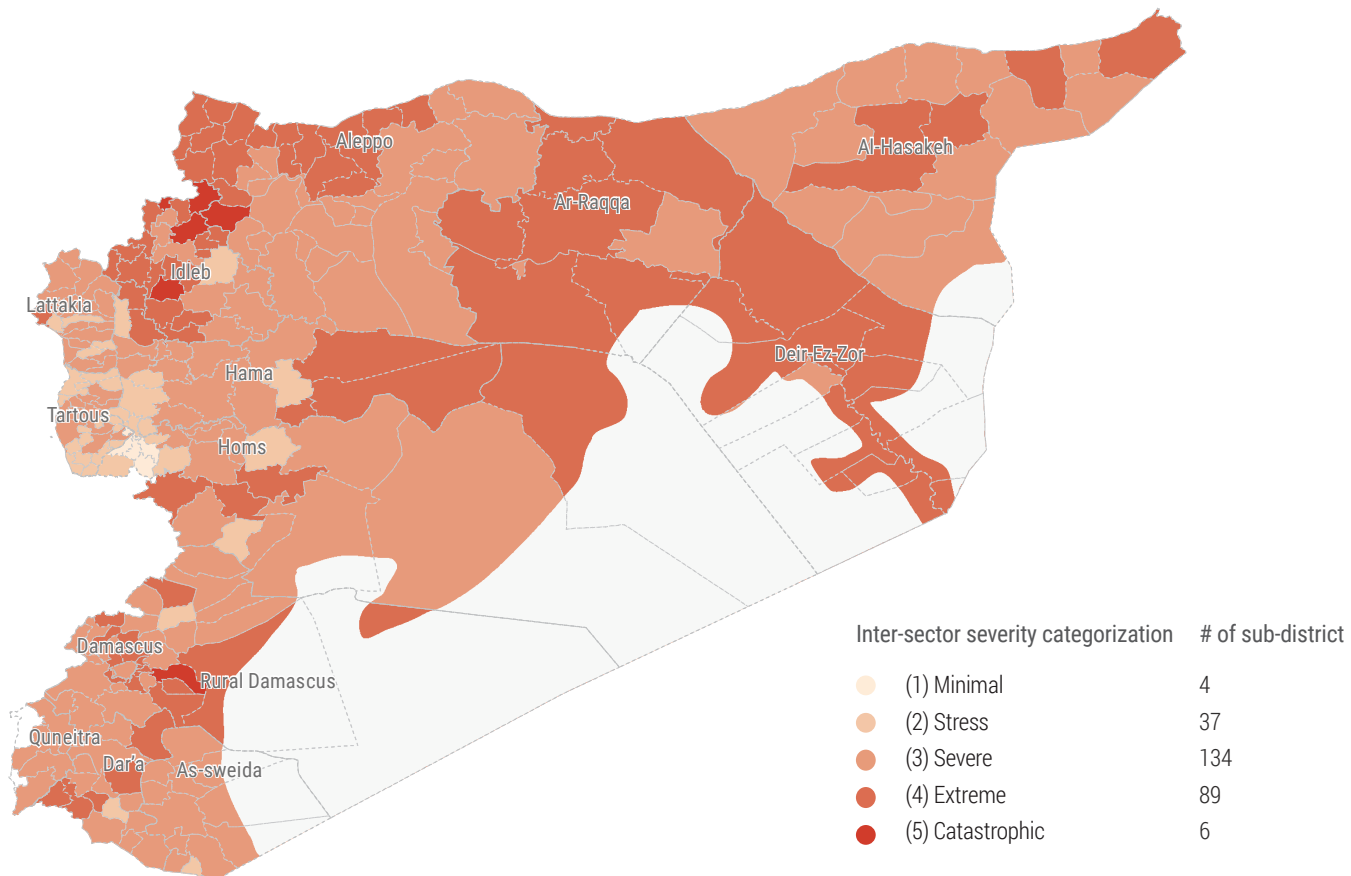 Aleppo
Al-Hasakeh
Ar-Raqqa
Idleb
Lattakia
Deir-Ez-Zor
Hama
Tartous
Homs
Damascus
Rural Damascus
Quneitra
Dar'a
As-sweida
Inter-sector severity categorization # of sub-district
(1) Minimal 4
(2) Stress 37
(3) Severe 134
(4) Extreme 89
(5) Catastrophic 6